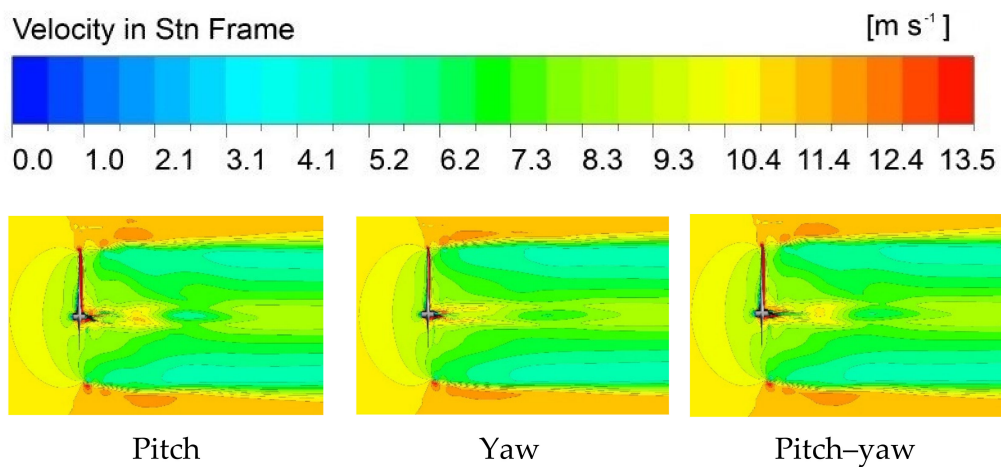 Velocity in Stn Frame [m s⁻¹ ]
0.0 1.0 2.1 3.1 4.1 5.2 6.2 7.3 8.3 9.3 10.4 11.4 12.4 13.5
Pitch Yaw Pitch–yaw